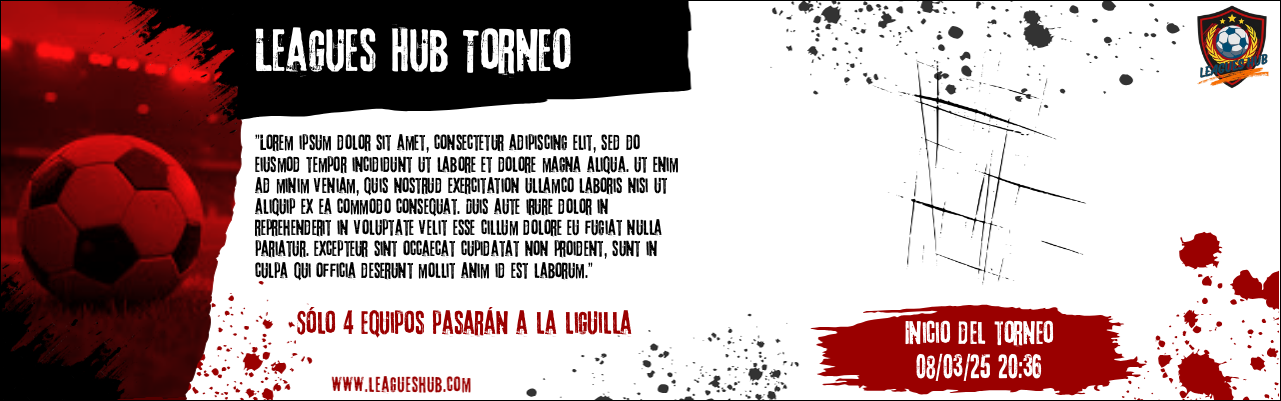 LEAGUES HUB TORNEO
LEAGUES HUB
"LOREM IPSUM DOLOR SIT AMET, CONSECTETUR ADIPISCING ELIT, SED DO
EIUSMOD TEMPOR INCIDIDUNT UT LABORE ET DOLORE MAGNA ALIQUA. UT ENIM
AD MINIM VENIAM, QUIS NOSTRUD EXERCITATION ULLAMCO LABORIS NISI UT
ALIQUIP EX EA COMMODO CONSEQUAT. DUIS AUTE IRURE DOLOR IN
REPREHENDERIT IN VOLUPTATE VELIT ESSE CILLUM DOLORE EU FUGIAT NULLA
PARIATUR. EXCEPTEUR SINT OCCAECAT CUPIDATAT NON PROIDENT, SUNT IN
CULPA QUI OFFICIA DESERUNT MOLLIT ANIM ID EST LABORUM."
SÓLO 4 EQUIPOS PASARÁN A LA LIGUILLA
WWW.LEAGUESHUB.COM
INICIO DEL TORNEO
08/03/25 20:36